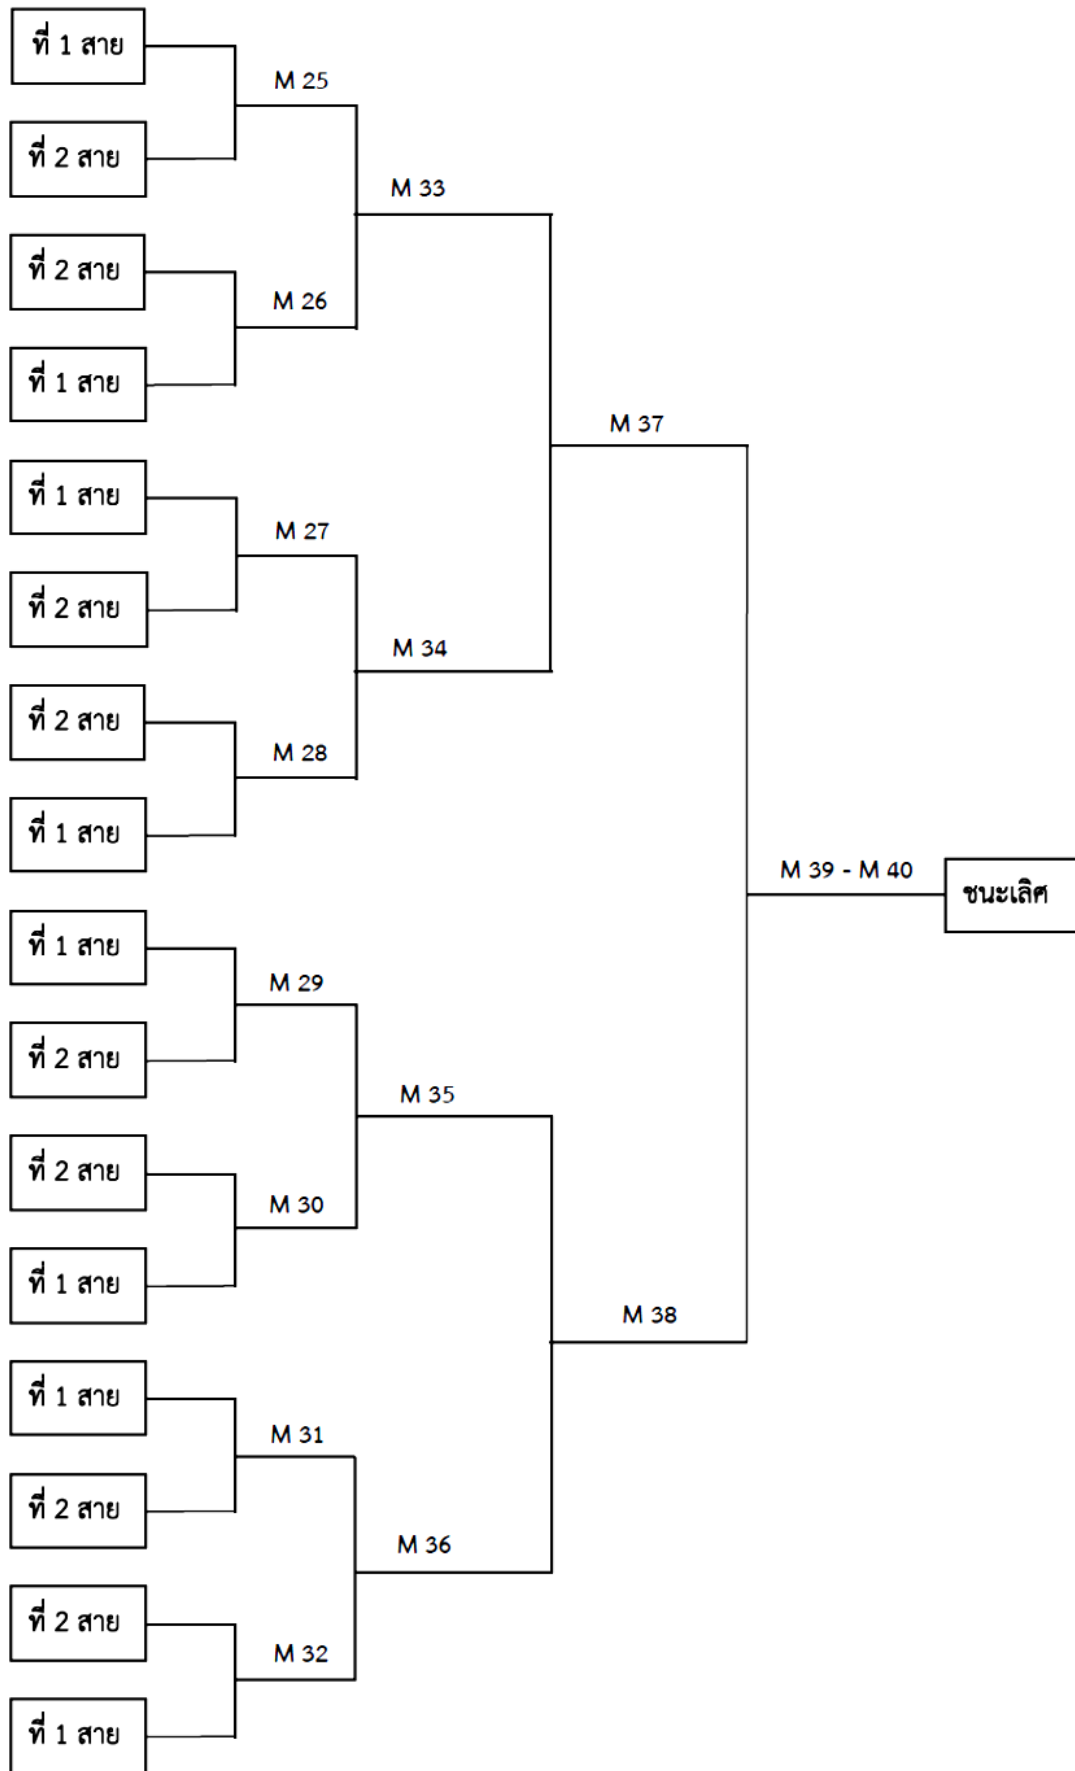 ที่ 1 สาย
M 25
ที่ 2 สาย
M 33
ที่ 2 สาย
M 26
ที่ 1 สาย
M 37
ที่ 1 สาย
M 27
ที่ 2 สาย
M 34
ที่ 2 สาย
M 28
ที่ 1 สาย
M 39 - M 40
ชนะเลิศ
ที่ 1 สาย
M 29
ที่ 2 สาย
M 35
ที่ 2 สาย
M 30
ที่ 1 สาย
M 38
ที่ 1 สาย
M 31
ที่ 2 สาย
M 36
ที่ 2 สาย
M 32
ที่ 1 สาย